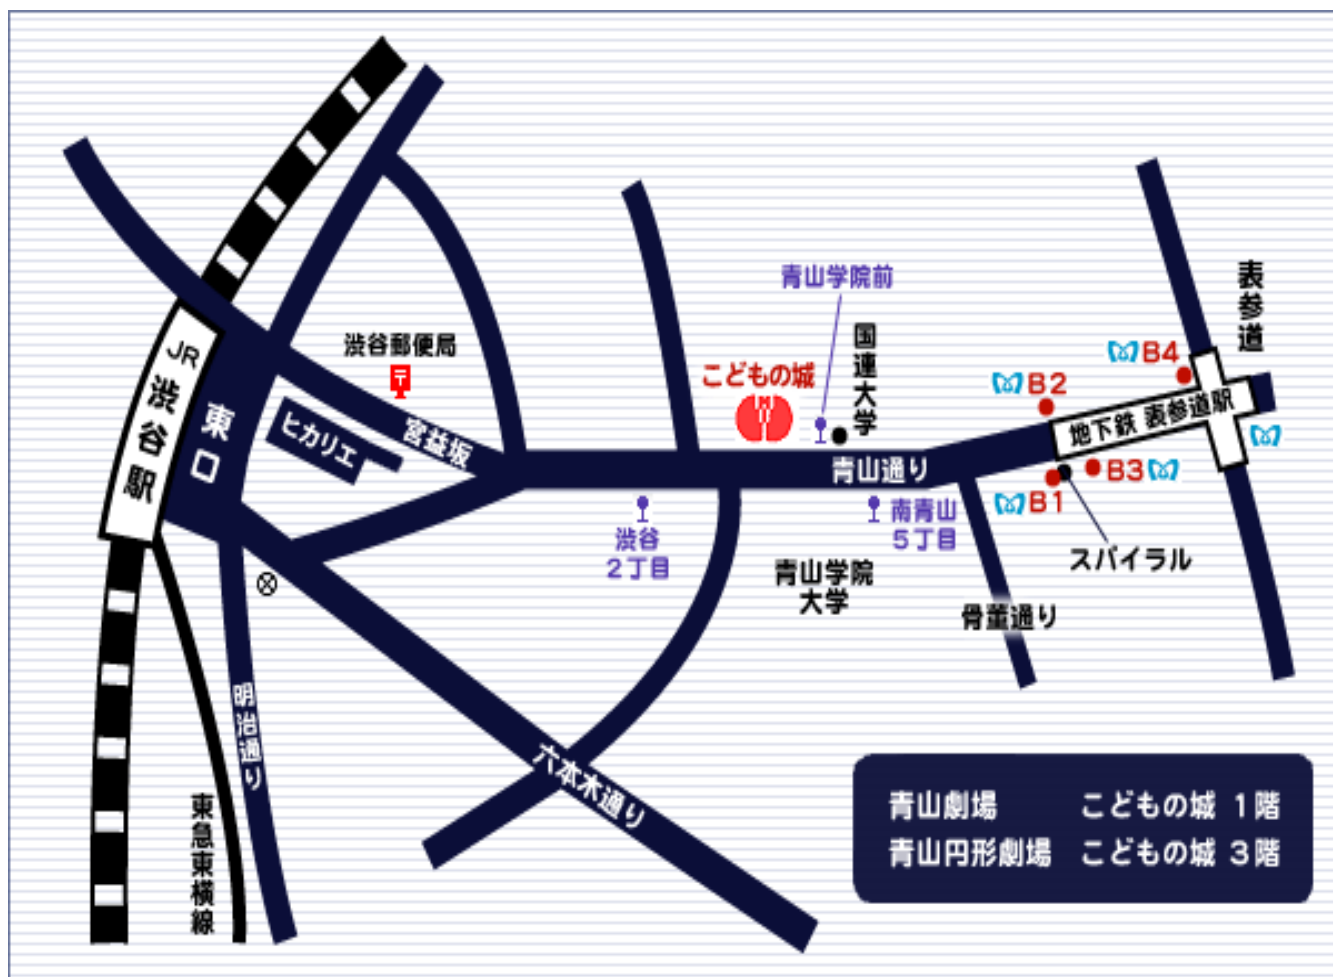 青山学院前
国連大学
表参道
渋谷郵便局
こどもの城
B4
B2
JR
渋谷駅
東口
ヒカリエ
宮益坂
青山通り
地下鉄 表参道駅
B1
B3
渋谷
2丁目
南青山
5丁目
青山学院
大学
スパイラル
骨董通り
明治通り
六本木通り
東急東横線
青山劇場 こどもの城 1階
青山円形劇場 こどもの城 3階